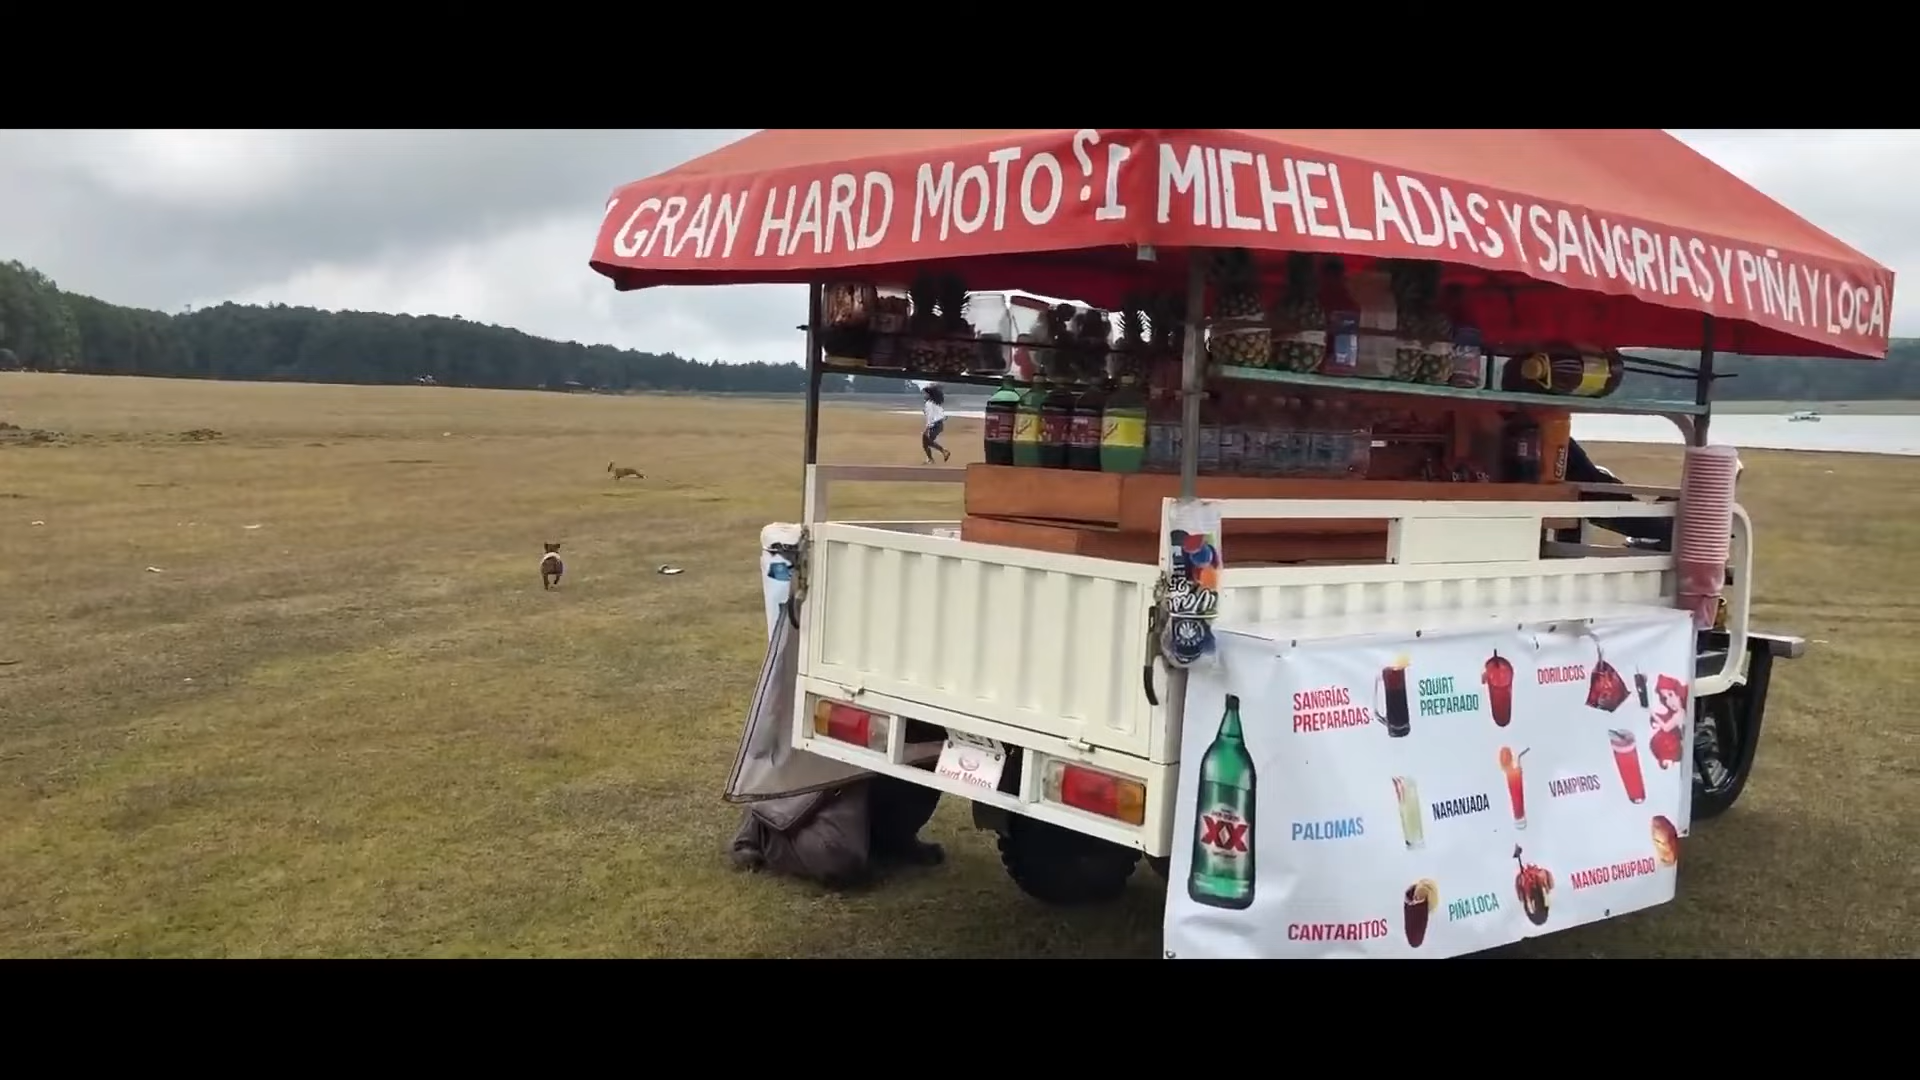 GRAN HARD MOTO
MICHELADAS Y SANGRIAS Y PIÑA Y LOCA
Hard Motos
25
SANGRÍAS
PREPARADAS
SQUIRT
PREPARADO
DORILOCOS
XX
PALOMAS
NARANJADA
VAMPIROS
CANTARITOS
PIÑA LOCA
MANGO CHUPADO